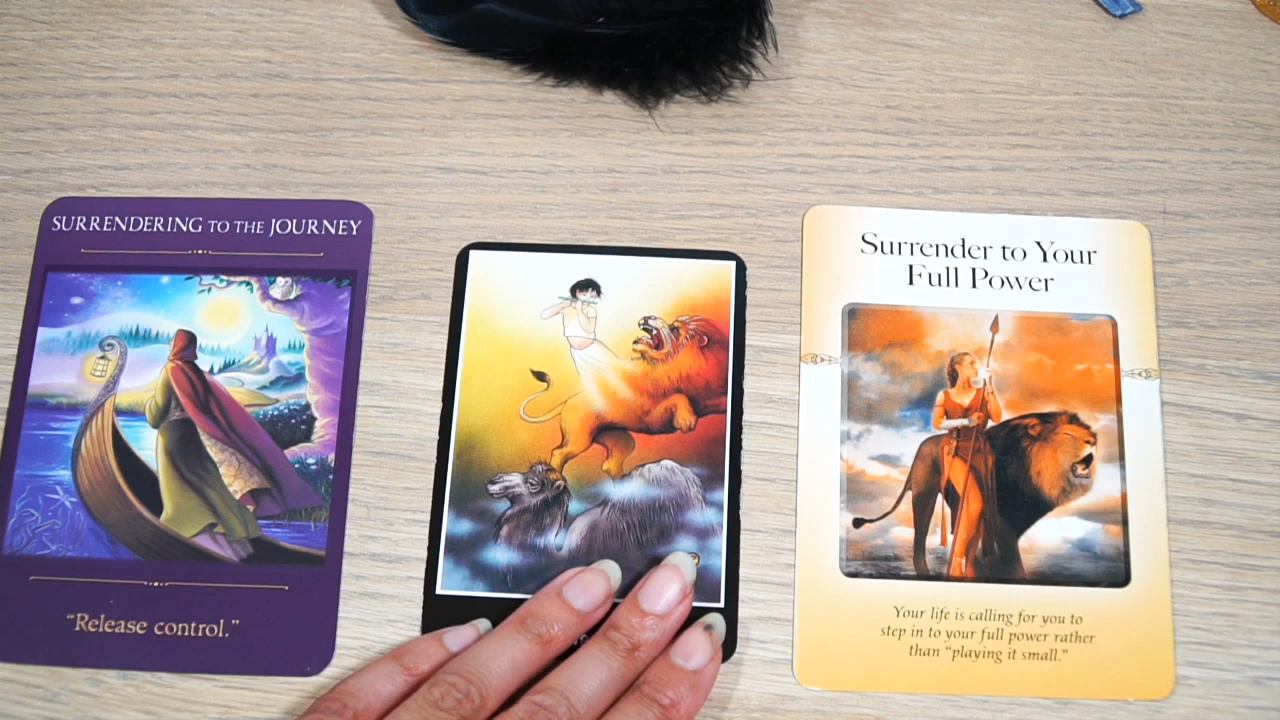 SURRENDERING TO THE JOURNEY
"Release control."
Surrender to Your
Full Power
Your life is calling for you to
step in to your full power rather
than "playing it small."